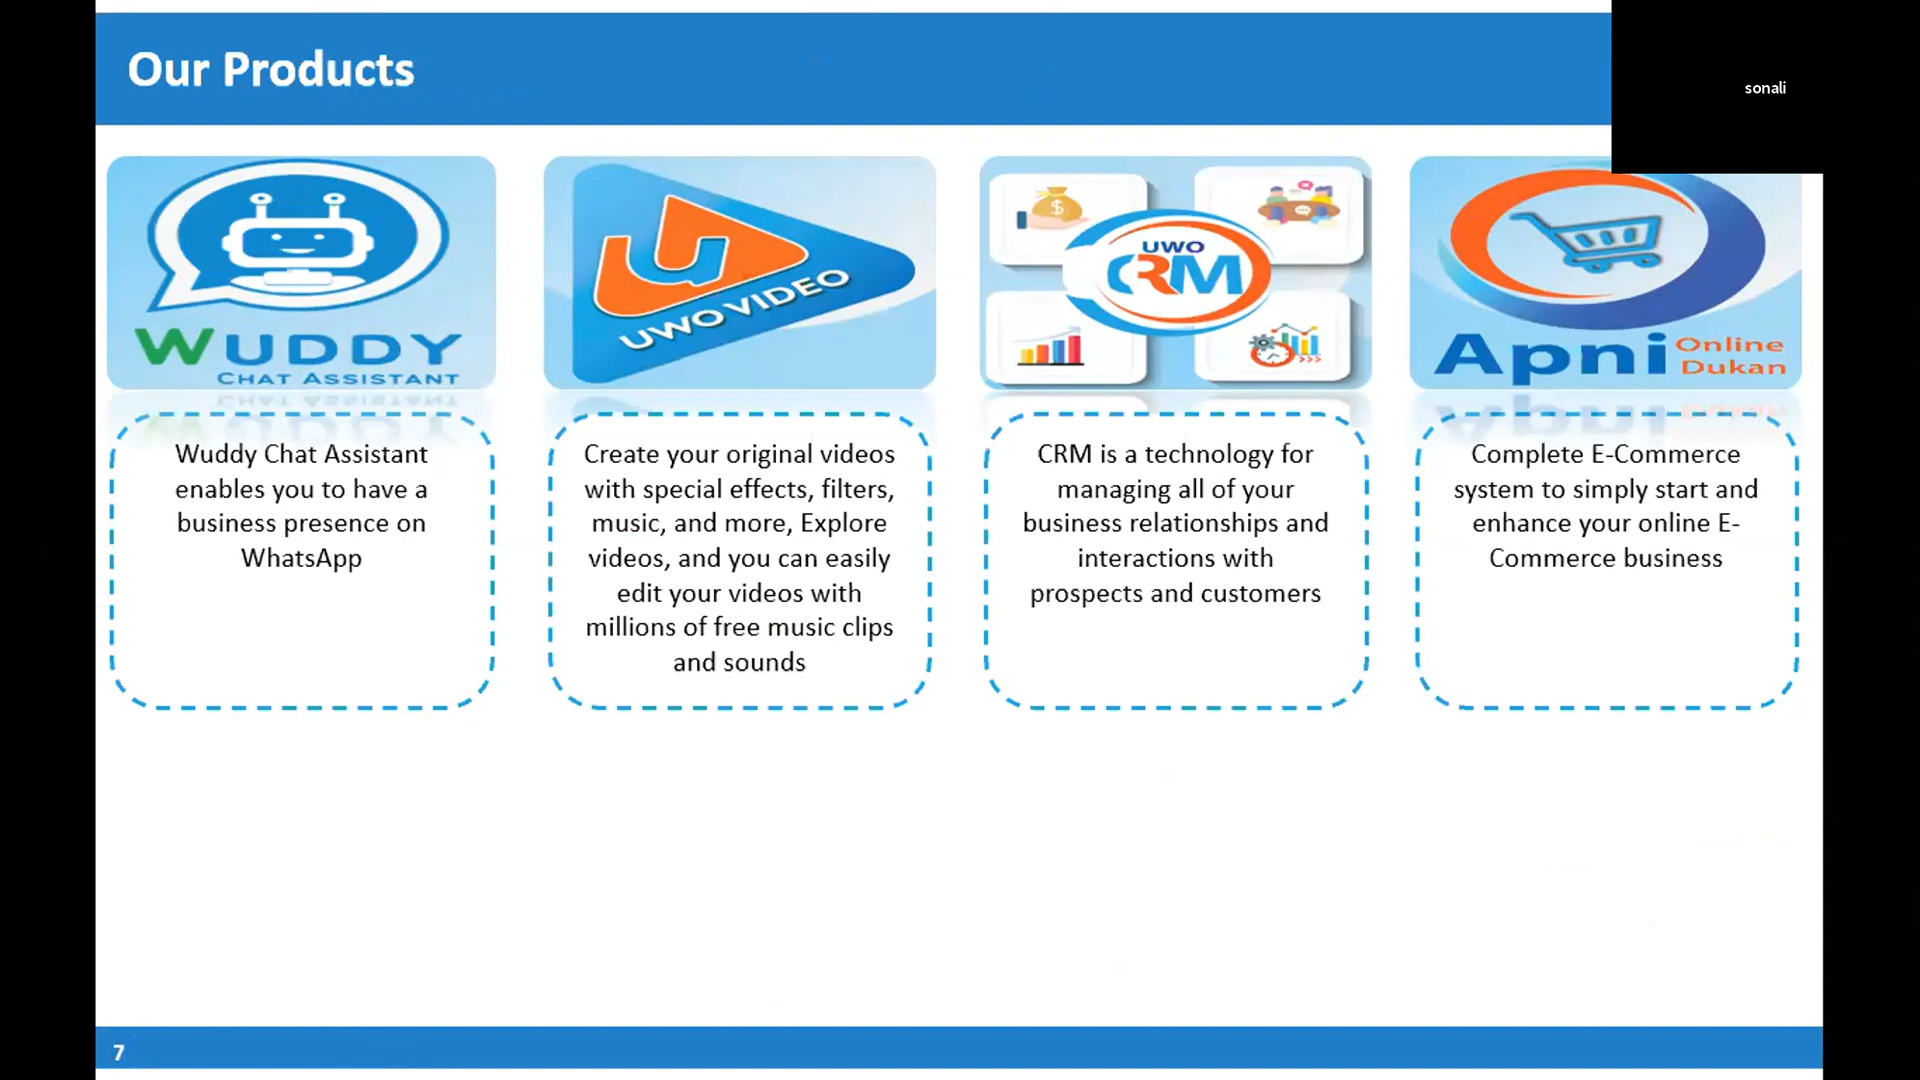 Our Products
sonali
WUDDY
CHAT ASSISTANT
Wuddy Chat Assistant
enables you to have a
business presence on
WhatsApp
U
UWOVIDEO
Create your original videos
with special effects, filters,
music, and more, Explore
videos, and you can easily
edit your videos with
millions of free music clips
and sounds
UWO
CRM
CRM is a technology for
managing all of your
business relationships and
interactions with
prospects and customers
Apni Online
Dukan
Complete E-Commerce
system to simply start and
enhance your online E-
Commerce business
7